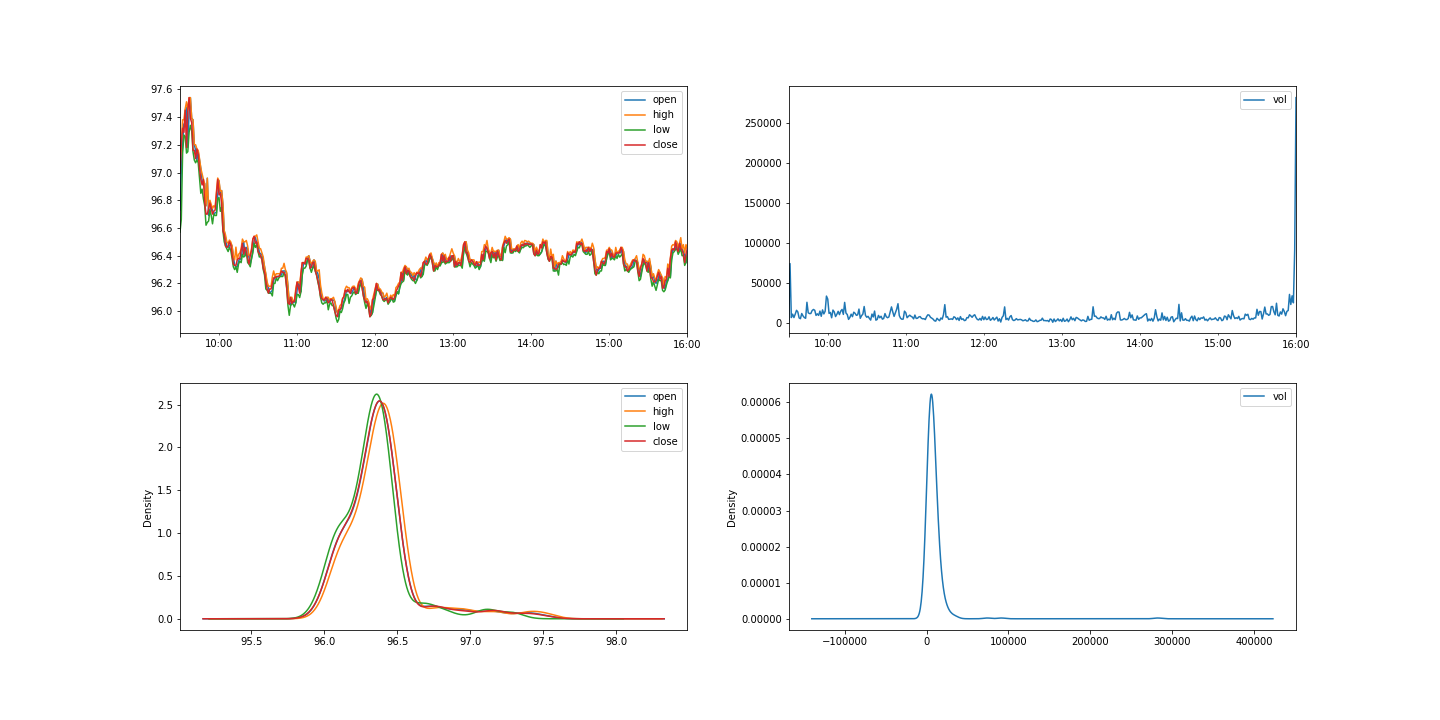 97.6
97.4
97.2
97.0
96.8
96.6
96.4
96.2
96.0
10:00 11:00 12:00 13:00 14:00 15:00 16:00
open
high
low
close
250000
200000
150000
100000
50000
0
10:00 11:00 12:00 13:00 14:00 15:00 16:00
vol
Density
2.5
2.0
1.5
1.0
0.5
0.0
95.5 96.0 96.5 97.0 97.5 98.0
open
high
low
close
Density
0.00006
0.00005
0.00004
0.00003
0.00002
0.00001
0.00000
−100000 0 100000 200000 300000 400000
vol